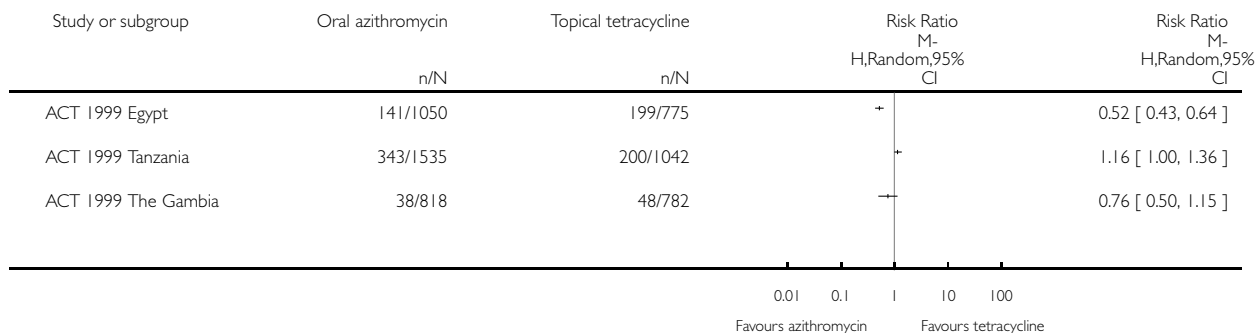 Study or subgroup Oral azithromycin Topical tetracycline Risk Ratio Risk Ratio
M-H,Random,95% CI M-H,Random,95% CI
n/N n/N
ACT 1999 Egypt 141/1050 199/775 0.52 [ 0.43, 0.64 ]
ACT 1999 Tanzania 343/1535 200/1042 1.16 [ 1.00, 1.36 ]
ACT 1999 The Gambia 38/818 48/782 0.76 [ 0.50, 1.15 ]
0.01 0.1 1 10 100
Favours azithromycin Favours tetracycline